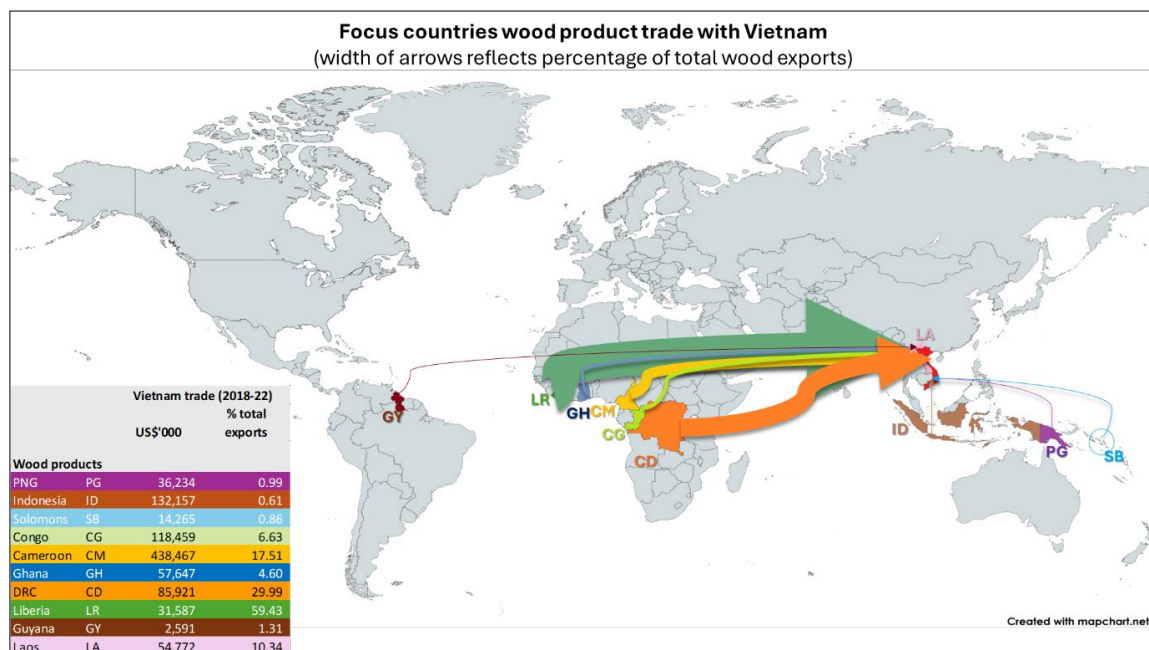 Focus countries wood product trade with Vietnam
(width of arrows reflects percentage of total wood exports)
LA
LR
GH
CM
CG
CD
GY
ID
PG
SB
Vietnam trade (2018-22)
% total
US$'000 exports
Wood products
PNG PG 36,234 0.99
Indonesia ID 132,157 0.61
Solomons SB 14,265 0.86
Congo CG 118,459 6.63
Cameroon CM 438,467 17.51
Ghana GH 57,647 4.60
DRC CD 85,921 29.99
Liberia LR 31,587 59.43
Guyana GY 2,591 1.31
Laos LA 54,772 10.34
Created with mapchart.net